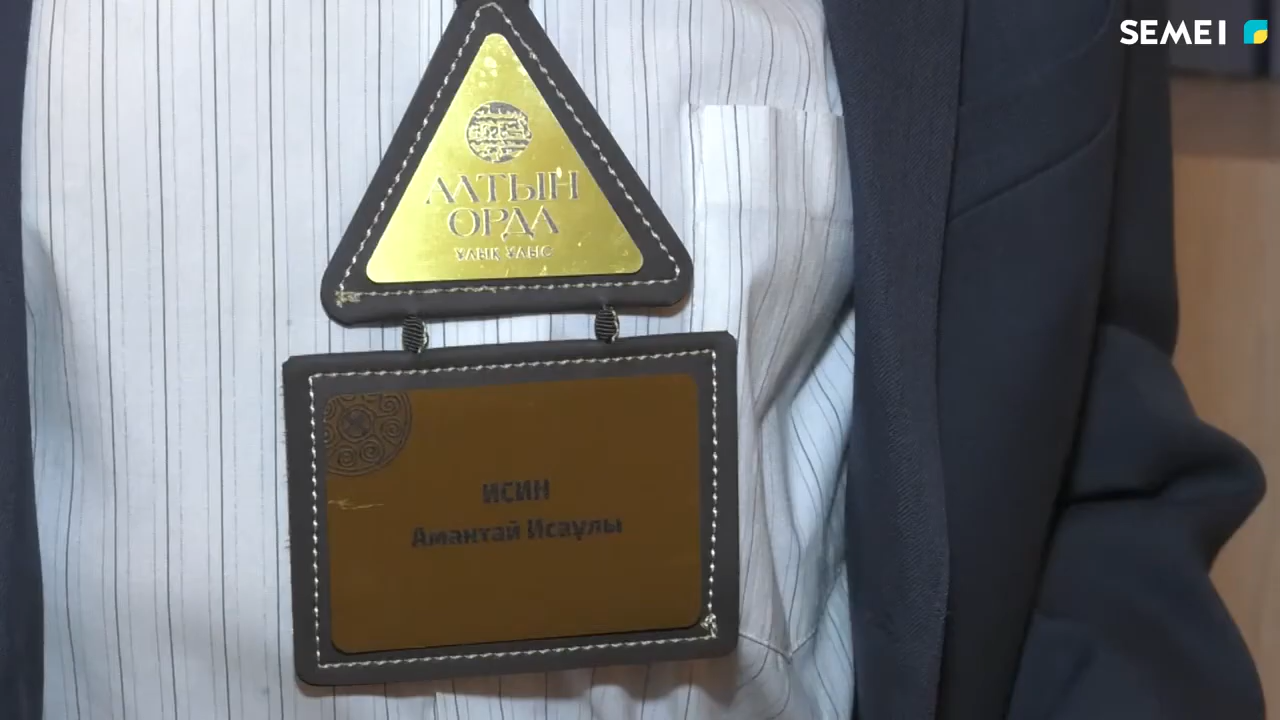 SEMEI
АЛТЫН
ОРДА
ҰЛЫҚ ҰЛЫС
ИСИН
Амантай Исаұлы